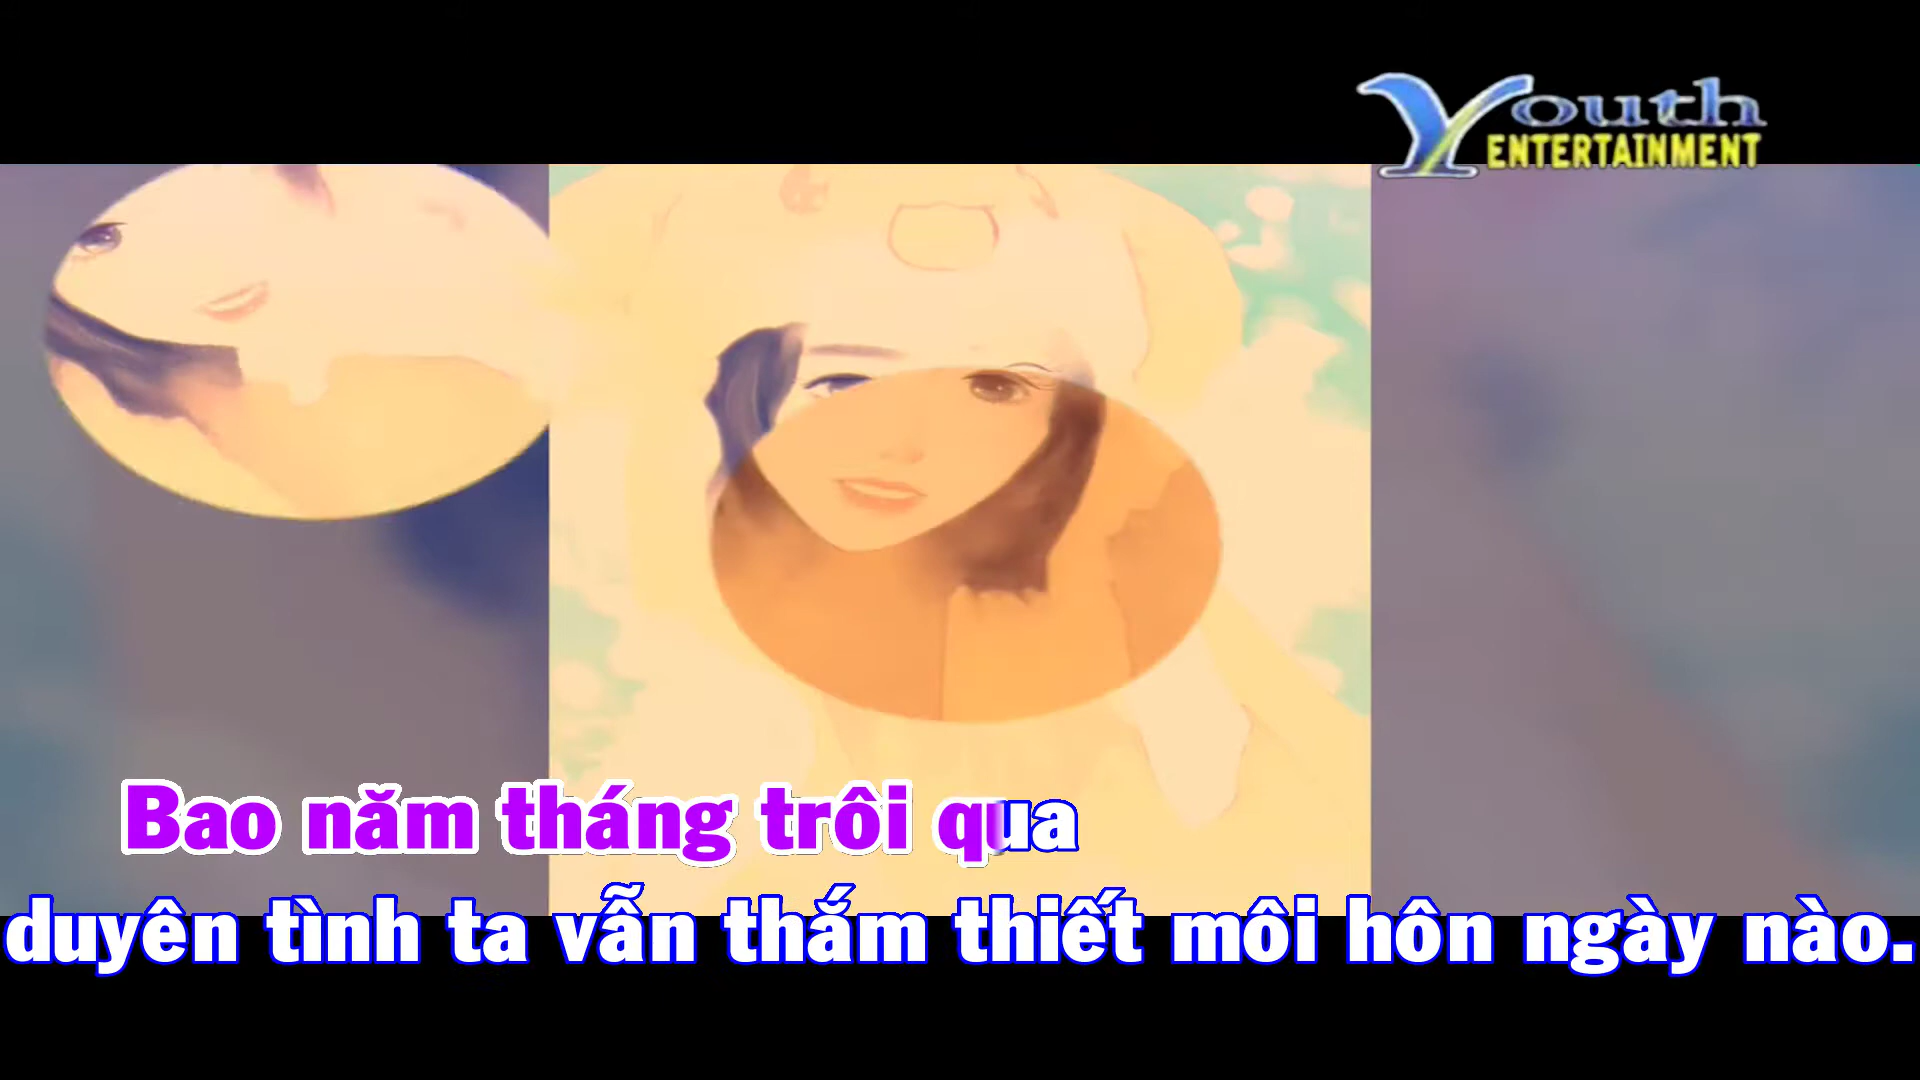 Youth
ENTERTAINMENT
Bao năm tháng trôi qua
duyên tình ta vẫn thắm thiết môi hôn ngày nào.